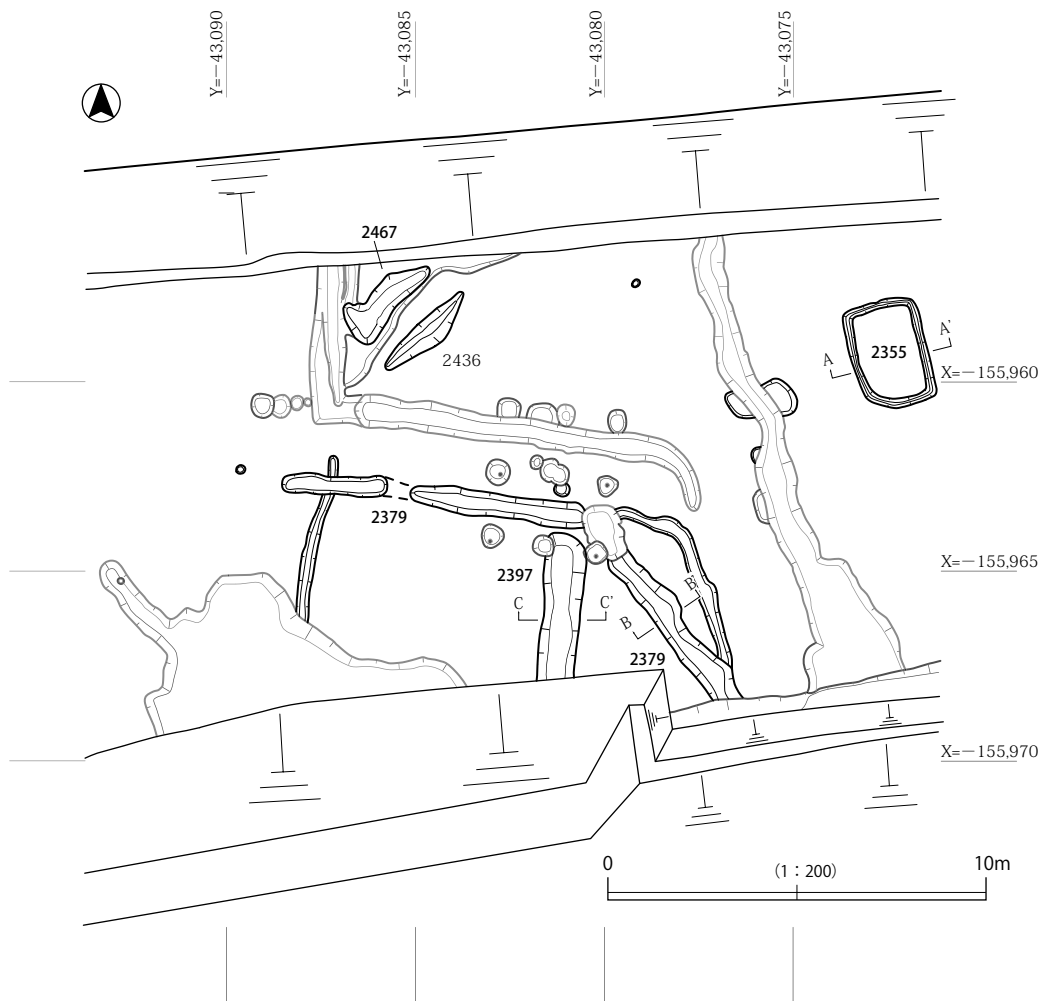 Y=−43,090
Y=−43,085
Y=−43,080
Y=−43,075
2467
2436
A
A'
2355
X=−155,960
2379
2397
C
C'
B
B'
2379
X=−155,965
X=−155,970
0
(1：200)
10m